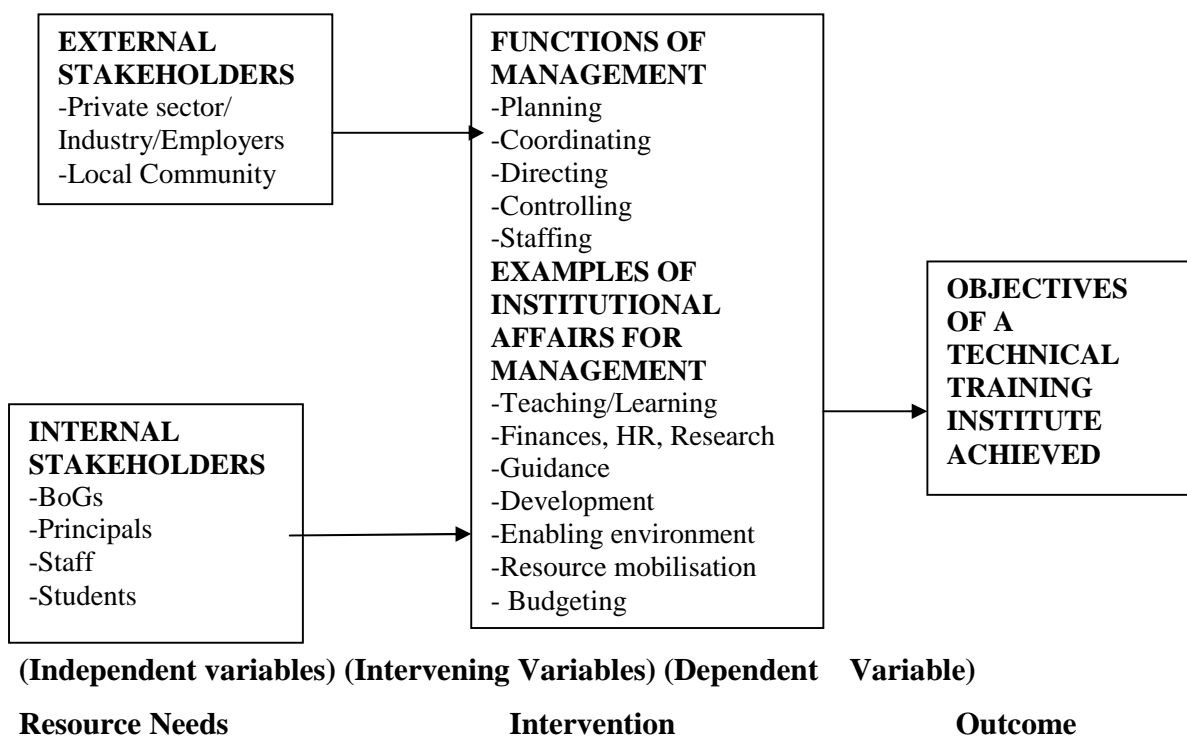 EXTERNAL
STAKEHOLDERS
-Private sector/
Industry/Employers
-Local Community
INTERNAL
STAKEHOLDERS
-BoGs
-Principals
-Staff
-Students
FUNCTIONS OF
MANAGEMENT
-Planning
-Coordinating
-Directing
-Controlling
-Staffing
EXAMPLES OF
INSTITUTIONAL
AFFAIRS FOR
MANAGEMENT
-Teaching/Learning
-Finances, HR, Research
-Guidance
-Development
-Enabling environment
-Resource mobilisation
- Budgeting
OBJECTIVES
OF A
TECHNICAL
TRAINING
INSTITUTE
ACHIEVED
(Independent variables) (Intervening Variables) (Dependent Variable)
Resource Needs Intervention Outcome